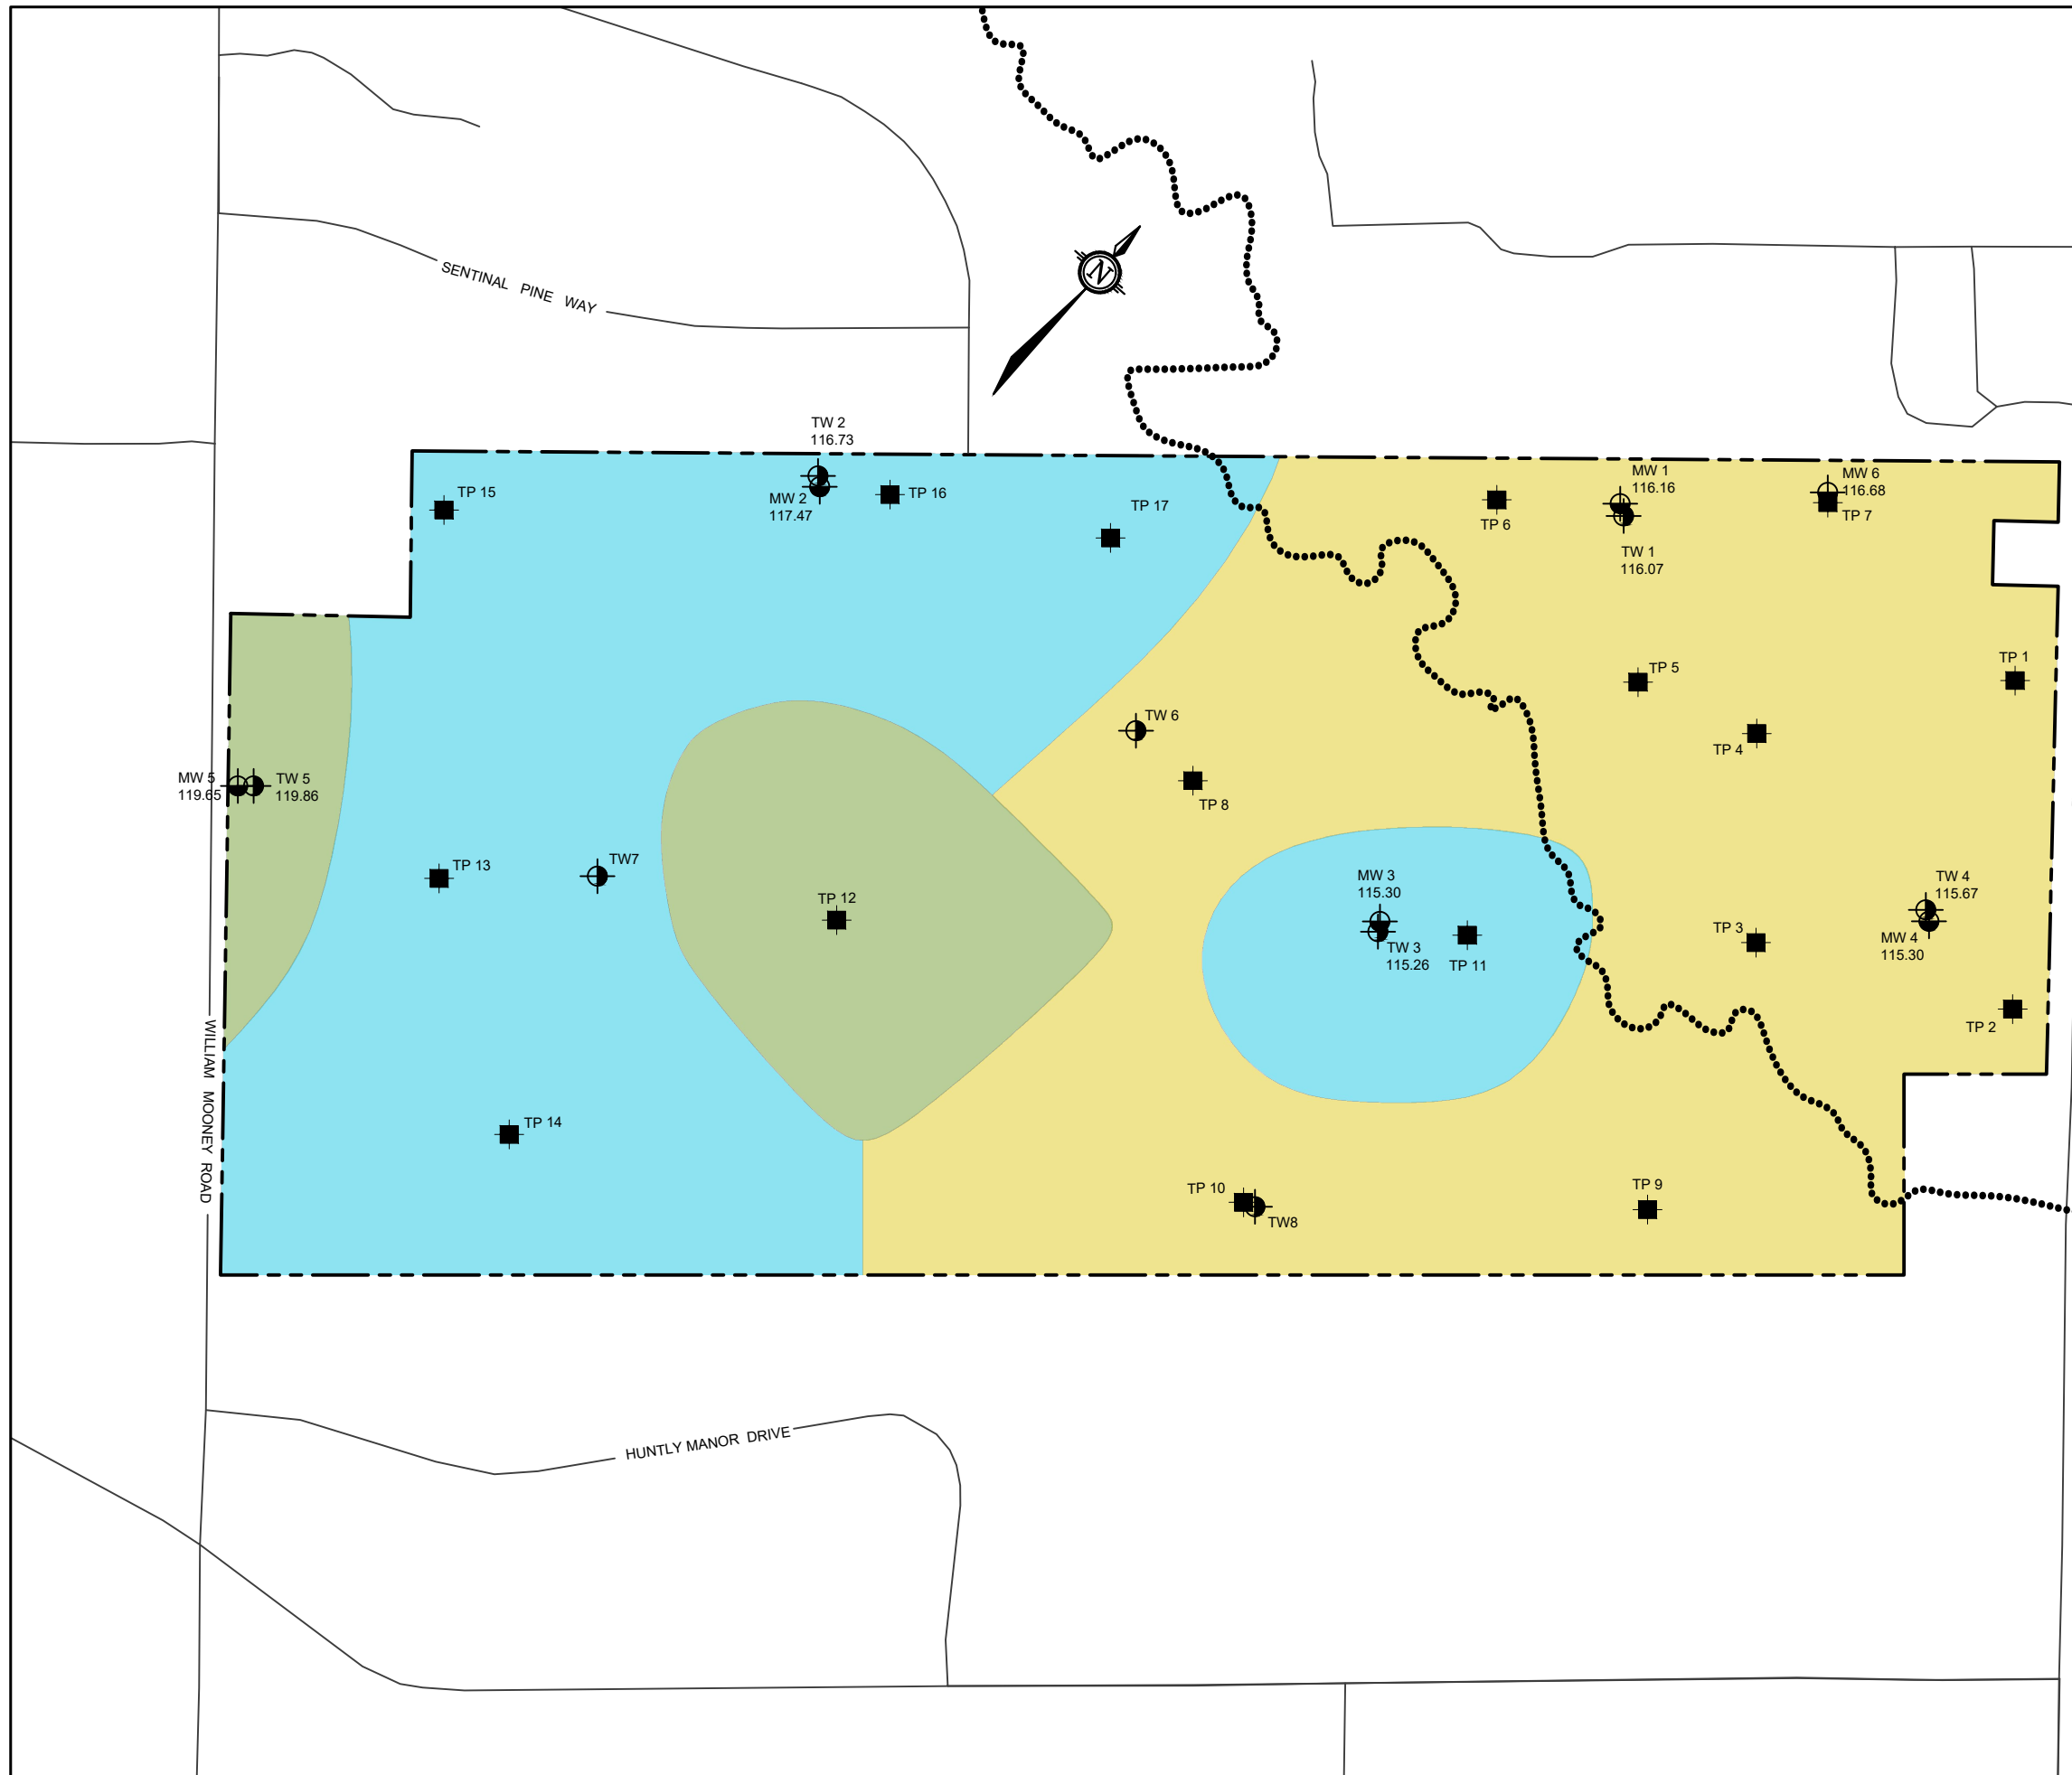 SENTINAL PINE WAY
N
TW 2
116.73
MW 2
117.47
TP 15
TP 16
TP 17
TP 6
MW 1
116.16
TW 1
116.07
MW 6
116.68
TP 7
TP 1
TP 5
TP 4
TW 6
TP 8
MW 5
119.65
TW 5
119.86
TP 13
TW7
TP 12
MW 3
115.30
TW 3
115.26
TP 11
TP 3
TW 4
115.67
MW 4
115.30
TP 2
WILLIAM MOONEY ROAD
TP 14
TP 10
TW8
TP 9
HUNTLY MANOR DRIVE